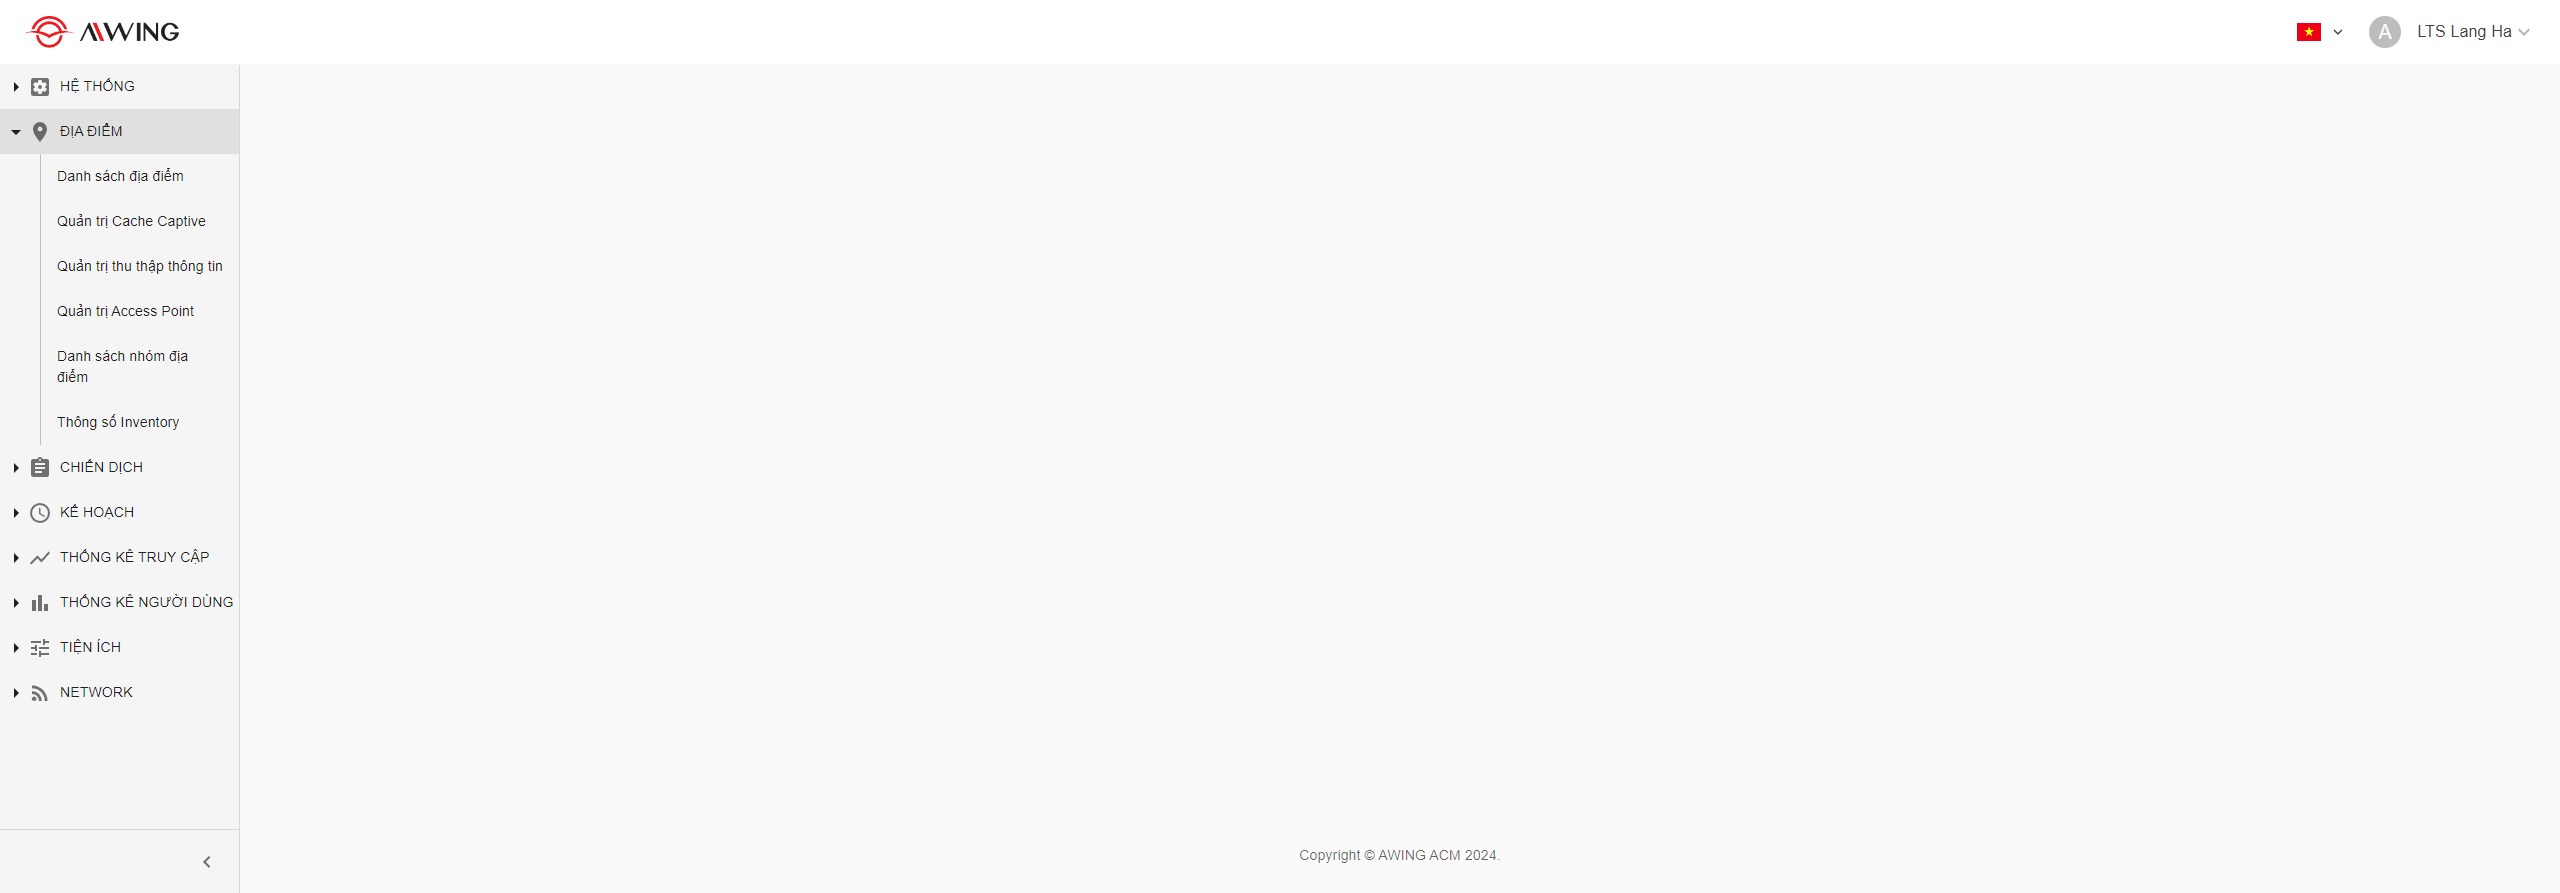 AWING
A LTS Lang Ha
HỆ THỐNG
ĐỊA ĐIỂM
Danh sách địa điểm
Quản trị Cache Captive
Quản trị thu thập thông tin
Quản trị Access Point
Danh sách nhóm địa
điểm
Thông số Inventory
CHIẾN DỊCH
KẾ HOẠCH
THỐNG KÊ TRUY CẬP
THỐNG KÊ NGƯỜI DÙNG
TIỆN ÍCH
NETWORK
Copyright © AWING ACM 2024.